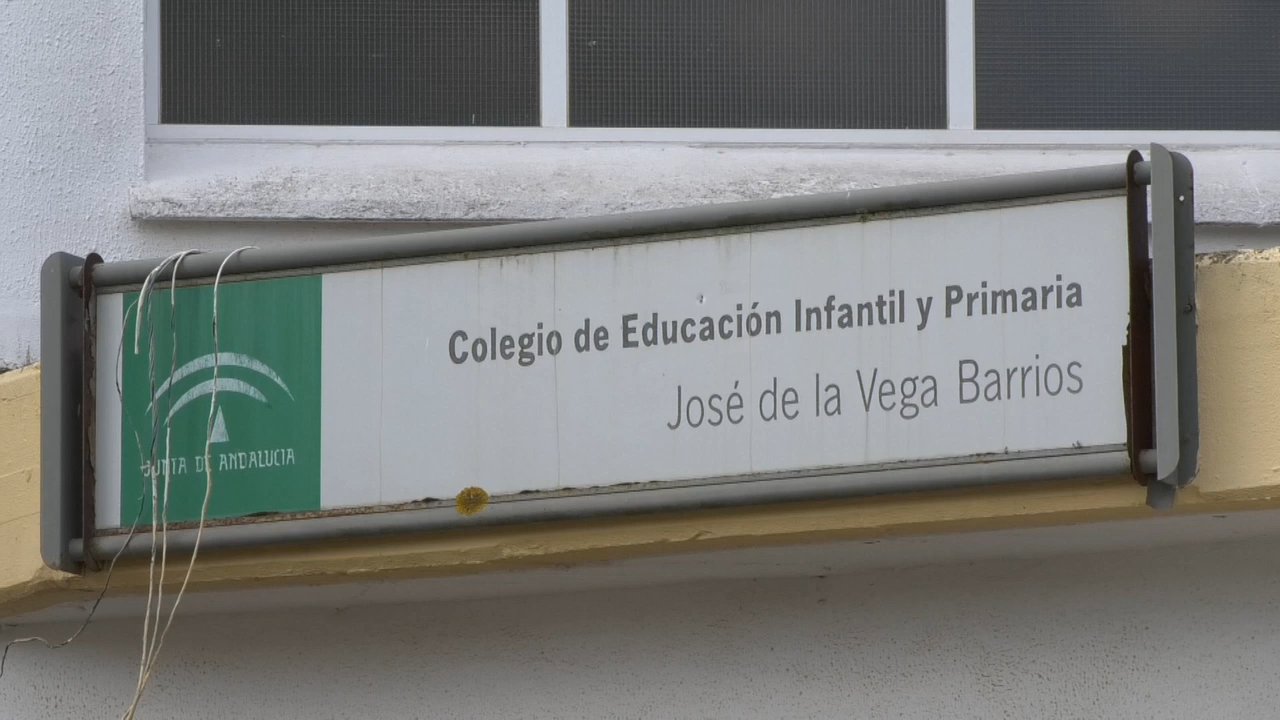 Colegio de Educación Infantil y Primaria
José de la Vega Barrios
JUNTA DE ANDALUCIA